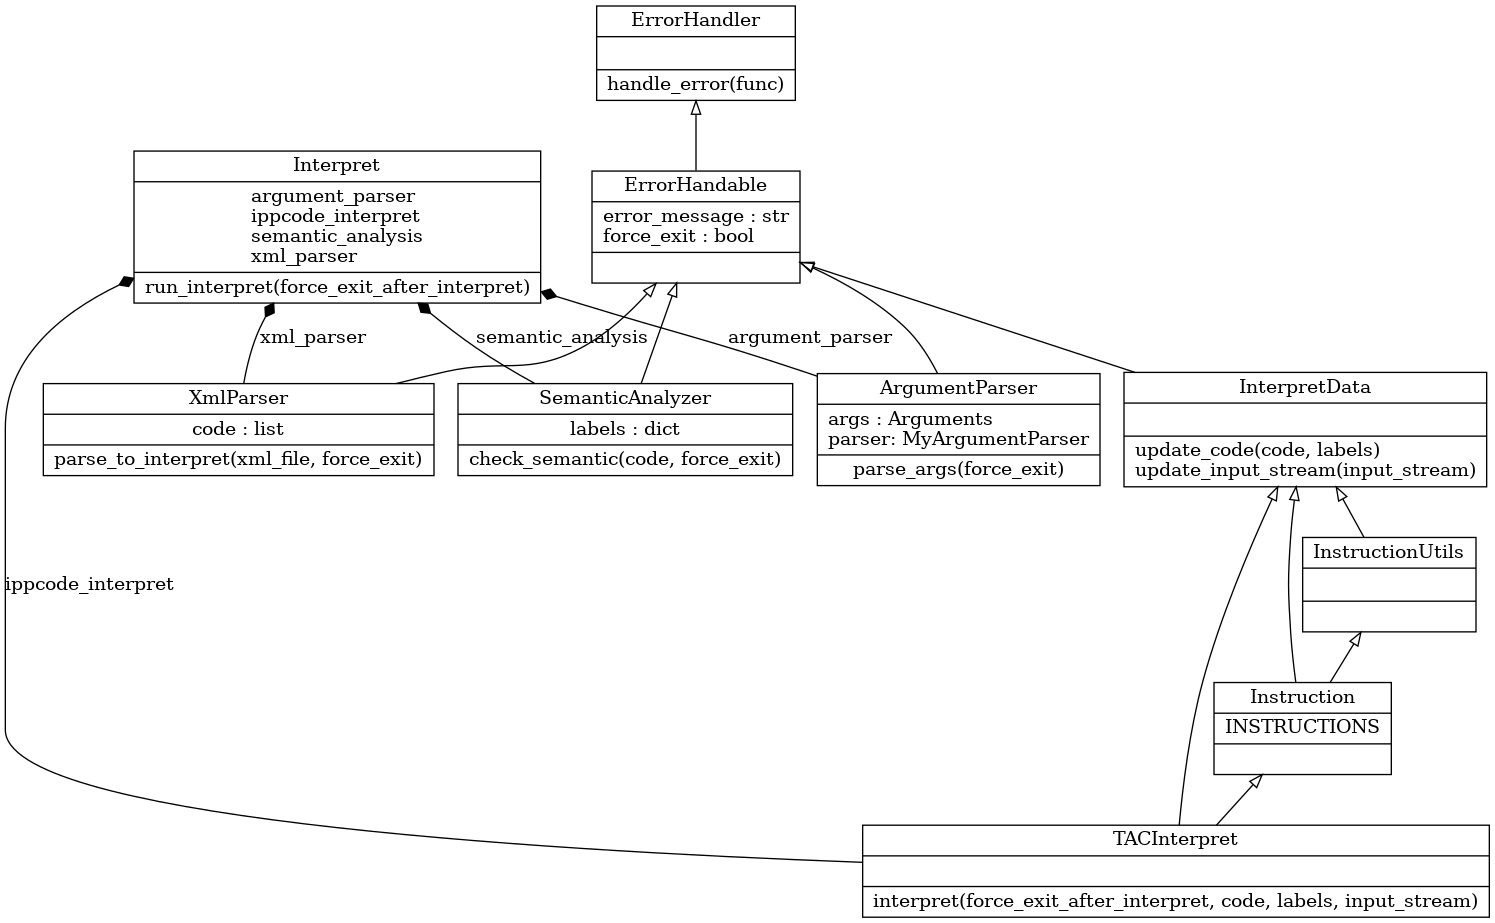 ErrorHandler
handle_error(func)
Interpret
argument_parser
ippcode_interpret
semantic_analysis
xml_parser
run_interpret(force_exit_after_interpret)
ErrorHandable
error_message : str
force_exit : bool
xml_parser
semantic_analysis
argument_parser
XmlParser
code : list
parse_to_interpret(xml_file, force_exit)
SemanticAnalyzer
labels : dict
check_semantic(code, force_exit)
ArgumentParser
args : Arguments
parser: MyArgumentParser
parse_args(force_exit)
InterpretData
update_code(code, labels)
update_input_stream(input_stream)
InstructionUtils
ippcode_interpret
Instruction
INSTRUCTIONS
TACInterpret
interpret(force_exit_after_interpret, code, labels, input_stream)